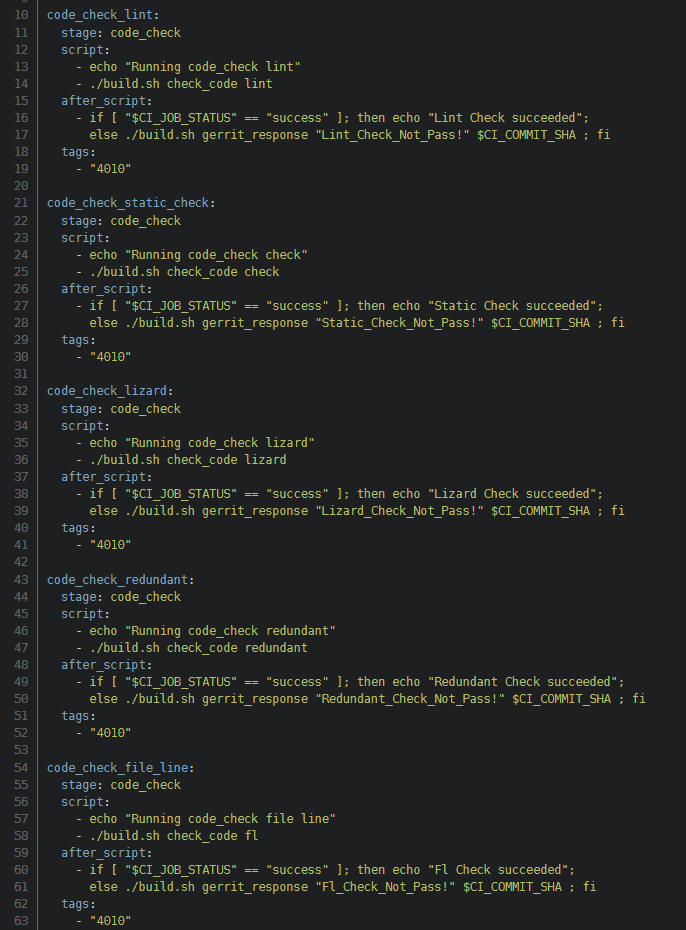 10 code_check_lint:
11   stage: code_check
12   script:
13     - echo "Running code_check lint"
14     - ./build.sh check_code lint
15   after_script:
16     - if [ "$CI_JOB_STATUS" == "success" ]; then echo "Lint Check succeeded";
17       else ./build.sh gerrit_response "Lint_Check_Not_Pass!" $CI_COMMIT_SHA ; fi
18   tags:
19     - "4010"
20
21 code_check_static_check:
22   stage: code_check
23   script:
24     - echo "Running code_check check"
25     - ./build.sh check_code check
26   after_script:
27     - if [ "$CI_JOB_STATUS" == "success" ]; then echo "Static Check succeeded";
28       else ./build.sh gerrit_response "Static_Check_Not_Pass!" $CI_COMMIT_SHA ; fi
29   tags:
30     - "4010"
31
32 code_check_lizard:
33   stage: code_check
34   script:
35     - echo "Running code_check lizard"
36     - ./build.sh check_code lizard
37   after_script:
38     - if [ "$CI_JOB_STATUS" == "success" ]; then echo "Lizard Check succeeded";
39       else ./build.sh gerrit_response "Lizard_Check_Not_Pass!" $CI_COMMIT_SHA ; fi
40   tags:
41     - "4010"
42
43 code_check_redundant:
44   stage: code_check
45   script:
46     - echo "Running code_check redundant"
47     - ./build.sh check_code redundant
48   after_script:
49     - if [ "$CI_JOB_STATUS" == "success" ]; then echo "Redundant Check succeeded";
50       else ./build.sh gerrit_response "Redundant_Check_Not_Pass!" $CI_COMMIT_SHA ; fi
51   tags:
52     - "4010"
53
54 code_check_file_line:
55   stage: code_check
56   script:
57     - echo "Running code_check file line"
58     - ./build.sh check_code fl
59   after_script:
60     - if [ "$CI_JOB_STATUS" == "success" ]; then echo "Fl Check succeeded";
61       else ./build.sh gerrit_response "Fl_Check_Not_Pass!" $CI_COMMIT_SHA ; fi
62   tags:
63     - "4010"